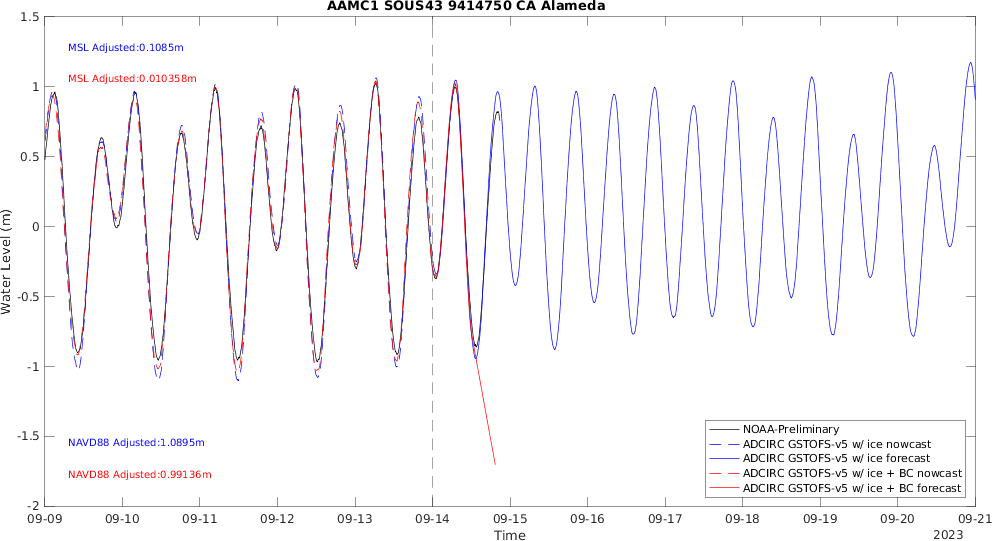 AAMC1 SOUS43 9414750 CA Alameda
1.5
1
0.5
0
-0.5
-1
-1.5
-2
Water Level (m)
MSL Adjusted:0.1085m
MSL Adjusted:0.010358m
NAVD88 Adjusted:1.0895m
NAVD88 Adjusted:0.99136m
NOAA-Preliminary
ADCIRC GSTOFS-v5 w/ ice nowcast
ADCIRC GSTOFS-v5 w/ ice forecast
ADCIRC GSTOFS-v5 w/ ice + BC nowcast
ADCIRC GSTOFS-v5 w/ ice + BC forecast
09-09 09-10 09-11 09-12 09-13 09-14 09-15 09-16 09-17 09-18 09-19 09-20 09-21
Time
2023